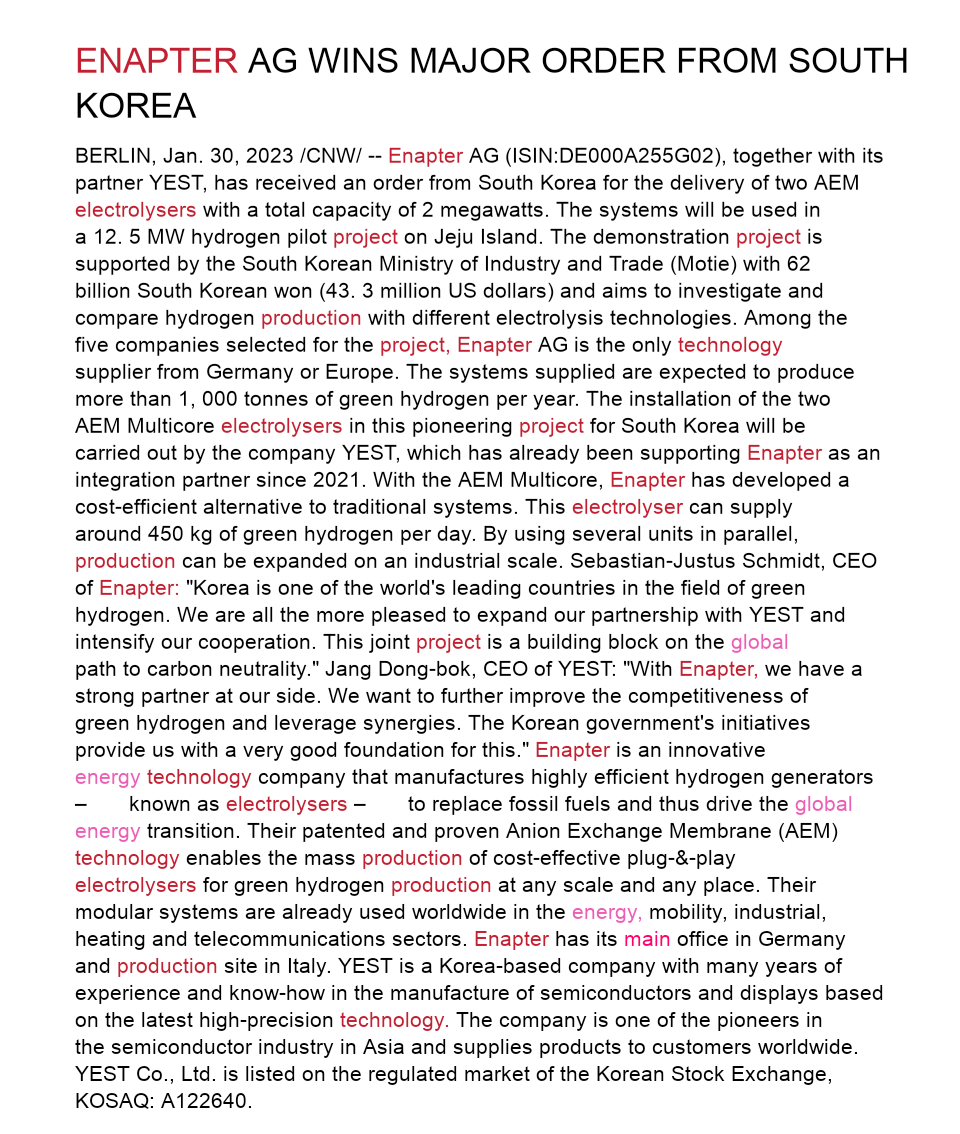 ENAPTER AG WINS MAJOR ORDER FROM SOUTH
KOREA
BERLIN, Jan. 30, 2023 /CNW/ -- Enapter AG (ISIN:DE000A255G02), together with its
partner YEST, has received an order from South Korea for the delivery of two AEM
electrolysers with a total capacity of 2 megawatts. The systems will be used in
a 12. 5 MW hydrogen pilot project on Jeju Island. The demonstration project is
supported by the South Korean Ministry of Industry and Trade (Motie) with 62
billion South Korean won (43. 3 million US dollars) and aims to investigate and
compare hydrogen production with different electrolysis technologies. Among the
five companies selected for the project, Enapter AG is the only technology
supplier from Germany or Europe. The systems supplied are expected to produce
more than 1, 000 tonnes of green hydrogen per year. The installation of the two
AEM Multicore electrolysers in this pioneering project for South Korea will be
carried out by the company YEST, which has already been supporting Enapter as an
integration partner since 2021. With the AEM Multicore, Enapter has developed a
cost-efficient alternative to traditional systems. This electrolyser can supply
around 450 kg of green hydrogen per day. By using several units in parallel,
production can be expanded on an industrial scale. Sebastian-Justus Schmidt, CEO
of Enapter: "Korea is one of the world's leading countries in the field of green
hydrogen. We are all the more pleased to expand our partnership with YEST and
intensify our cooperation. This joint project is a building block on the global
path to carbon neutrality." Jang Dong-bok, CEO of YEST: "With Enapter, we have a
strong partner at our side. We want to further improve the competitiveness of
green hydrogen and leverage synergies. The Korean government's initiatives
provide us with a very good foundation for this." Enapter is an innovative
energy technology company that manufactures highly efficient hydrogen generators
– known as electrolysers – to replace fossil fuels and thus drive the global
energy transition. Their patented and proven Anion Exchange Membrane (AEM)
technology enables the mass production of cost-effective plug-&-play
electrolysers for green hydrogen production at any scale and any place. Their
modular systems are already used worldwide in the energy, mobility, industrial,
heating and telecommunications sectors. Enapter has its main office in Germany
and production site in Italy. YEST is a Korea-based company with many years of
experience and know-how in the manufacture of semiconductors and displays based
on the latest high-precision technology. The company is one of the pioneers in
the semiconductor industry in Asia and supplies products to customers worldwide.
YEST Co., Ltd. is listed on the regulated market of the Korean Stock Exchange,
KOSAQ: A122640.